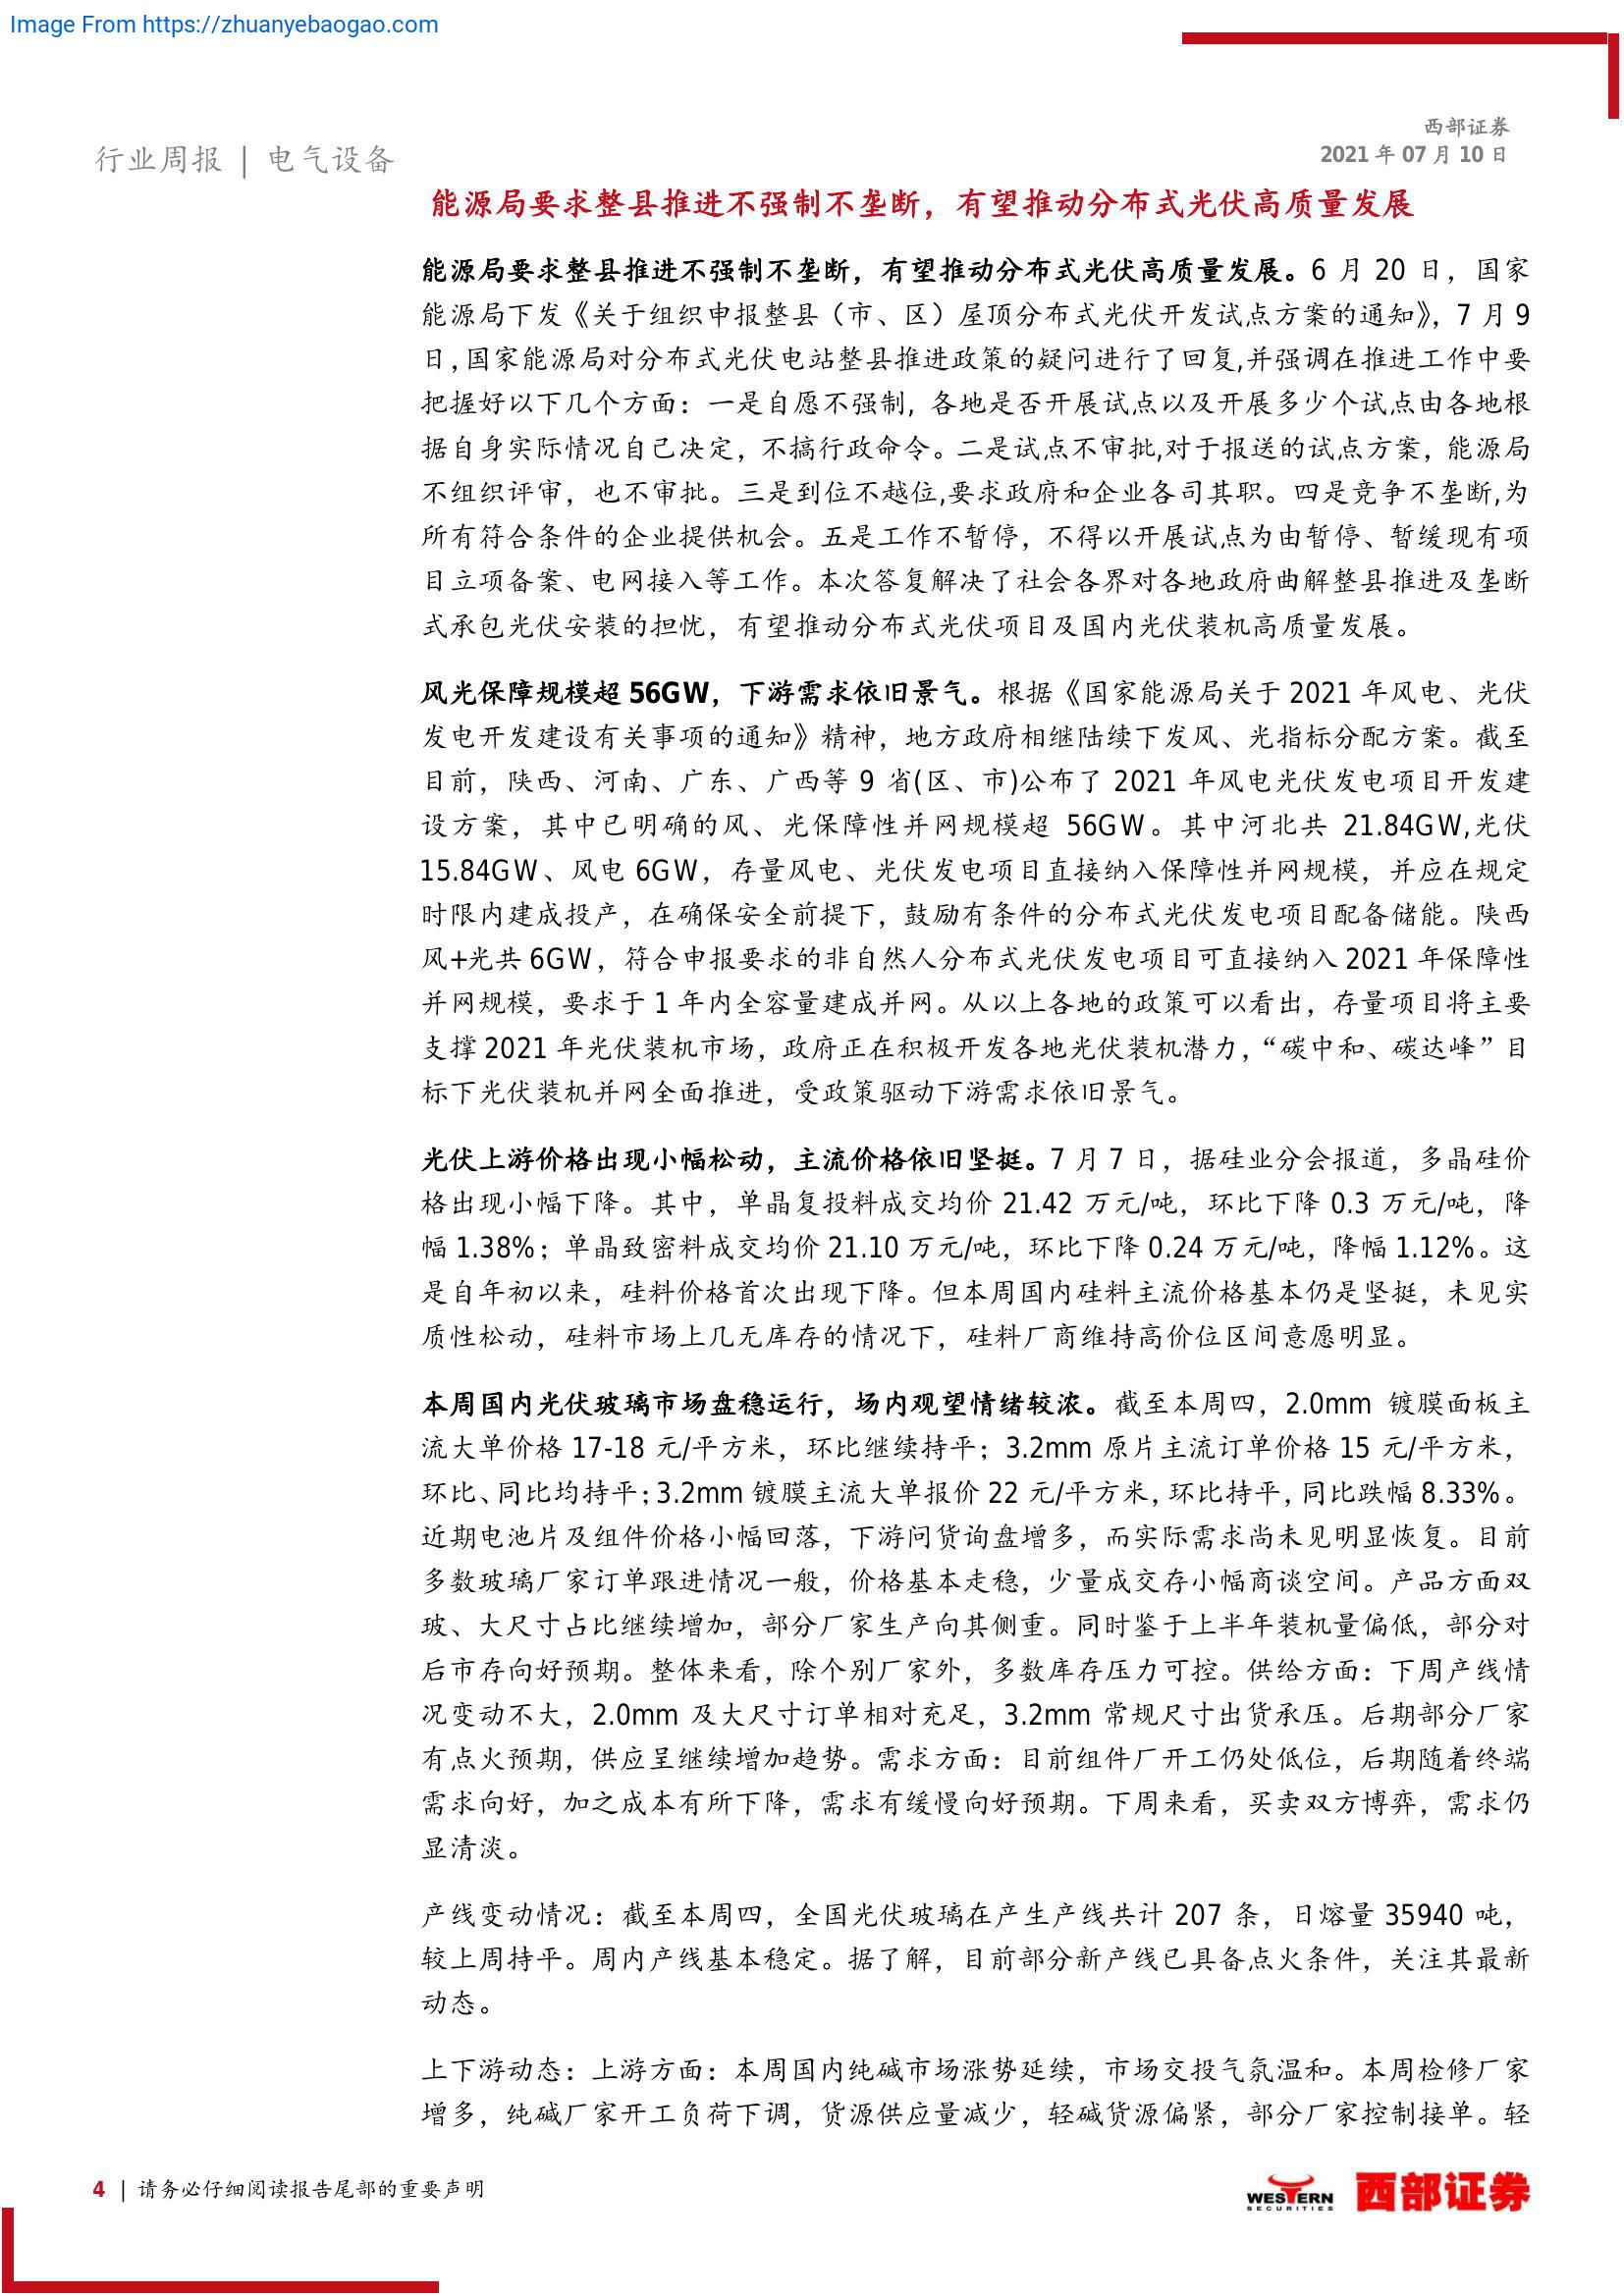 Image From https://zhuanyebaogao.com
西部证券
2021 年 07 月 10 日
行业周报 | 电气设备
能源局要求整县推进不强制不垄断，有望推动分布式光伏高质量发展
能源局要求整县推进不强制不垄断，有望推动分布式光伏高质量发展。6 月 20 日，国家
能源局下发《关于组织申报整县（市、区）屋顶分布式光伏开发试点方案的通知》，7 月 9
日,国家能源局对分布式光伏电站整县推进政策的疑问进行了回复,并强调在推进工作中要
把握好以下几个方面：一是自愿不强制, 各地是否开展试点以及开展多少个试点由各地根
据自身实际情况自己决定，不搞行政命令。二是试点不审批,对于报送的试点方案，能源局
不组织评审，也不审批。三是到位不越位,要求政府和企业各司其职。四是竞争不垄断,为
所有符合条件的企业提供机会。五是工作不暂停，不得以开展试点为由暂停、暂缓现有项
目立项备案、电网接入等工作。本次答复解决了社会各界对各地政府曲解整县推进及垄断
式承包光伏安装的担忧，有望推动分布式光伏项目及国内光伏装机高质量发展。
风光保障规模超 56GW，下游需求依旧景气。根据《国家能源局关于 2021 年风电、光伏
发电开发建设有关事项的通知》精神，地方政府相继陆续下发风、光指标分配方案。截至
目前，陕西、河南、广东、广西等 9 省(区、市)公布了 2021 年风电光伏发电项目开发建
设方案，其中已明确的风、光保障性并网规模超 56GW。其中河北共 21.84GW,光伏
15.84GW、风电 6GW，存量风电、光伏发电项目直接纳入保障性并网规模，并应在规定
时限内建成投产，在确保安全前提下，鼓励有条件的分布式光伏发电项目配备储能。陕西
风+光共 6GW，符合申报要求的非自然人分布式光伏发电项目可直接纳入 2021 年保障性
并网规模，要求于 1 年内全容量建成并网。从以上各地的政策可以看出，存量项目将主要
支撑 2021 年光伏装机市场，政府正在积极开发各地光伏装机潜力，“碳中和、碳达峰”目
标下光伏装机并网全面推进，受政策驱动下游需求依旧景气。
光伏上游价格出现小幅松动，主流价格依旧坚挺。7 月 7 日，据硅业分会报道，多晶硅价
格出现小幅下降。其中，单晶复投料成交均价 21.42 万元/吨，环比下降 0.3 万元/吨，降
幅 1.38%；单晶致密料成交均价 21.10 万元/吨，环比下降 0.24 万元/吨，降幅 1.12%。这
是自年初以来，硅料价格首次出现下降。但本周国内硅料主流价格基本仍是坚挺，未见实
质性松动，硅料市场上几无库存的情况下，硅料厂商维持高价位区间意愿明显。
本周国内光伏玻璃市场盘稳运行，场内观望情绪较浓。截至本周四，2.0mm 镀膜面板主
流大单价格 17-18 元/平方米，环比继续持平；3.2mm 原片主流订单价格 15 元/平方米，
环比、同比均持平；3.2mm 镀膜主流大单报价 22 元/平方米，环比持平，同比跌幅 8.33%。
近期电池片及组件价格小幅回落，下游问货询盘增多，而实际需求尚未见明显恢复。目前
多数玻璃厂家订单跟进情况一般，价格基本走稳，少量成交存小幅商谈空间。产品方面双
玻、大尺寸占比继续增加，部分厂家生产向其侧重。同时鉴于上半年装机量偏低，部分对
后市存向好预期。整体来看，除个别厂家外，多数库存压力可控。供给方面：下周产线情
况变动不大，2.0mm 及大尺寸订单相对充足，3.2mm 常规尺寸出货承压。后期部分厂家
有点火预期，供应呈继续增加趋势。需求方面：目前组件厂开工仍处低位，后期随着终端
需求向好，加之成本有所下降，需求有缓慢向好预期。下周来看，买卖双方博弈，需求仍
显清淡。
产线变动情况：截至本周四，全国光伏玻璃在产生产线共计 207 条，日熔量 35940 吨，
较上周持平。周内产线基本稳定。据了解，目前部分新产线已具备点火条件，关注其最新
动态。
上下游动态：上游方面：本周国内纯碱市场涨势延续，市场交投气氛温和。本周检修厂家
增多，纯碱厂家开工负荷下调，货源供应量减少，轻碱货源偏紧，部分厂家控制接单。轻
4 | 请务必仔细阅读报告尾部的重要声明
WESTERN
SECURITIES
西部证券